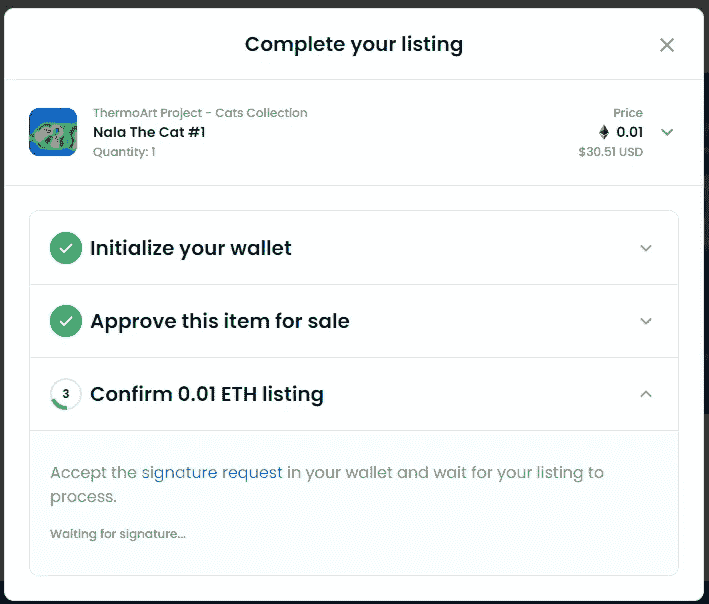 Complete your listing
ThermoArt Project - Cats Collection
Nala The Cat #1
Quantity: 1
Price
0.01
$30.51 USD
Initialize your wallet
Approve this item for sale
3
Confirm 0.01 ETH listing
Accept the signature request in your wallet and wait for your listing to
process.
Waiting for signature...